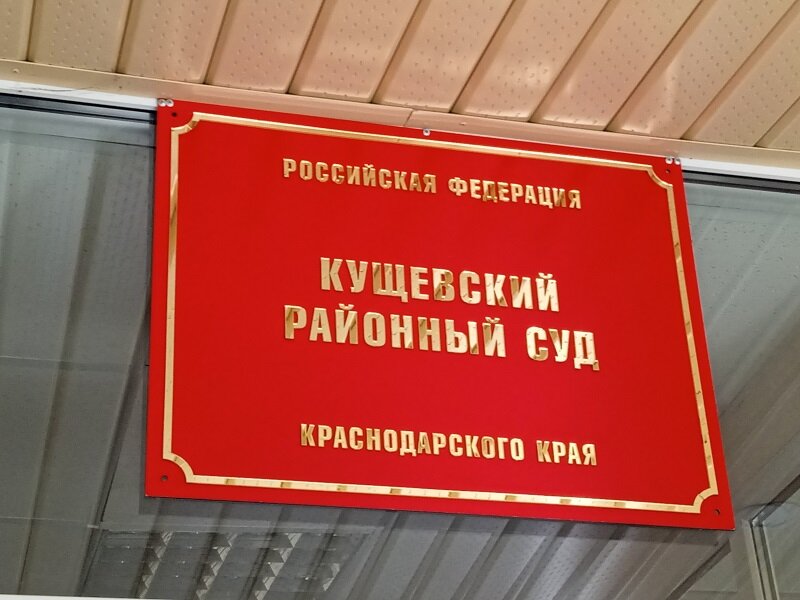 РОССИЙСКАЯ ФЕДЕРАЦИЯ
КУЩЕВСКИЙ
РАЙОННЫЙ СУД
КРАСНОДАРСКОГО КРАЯ